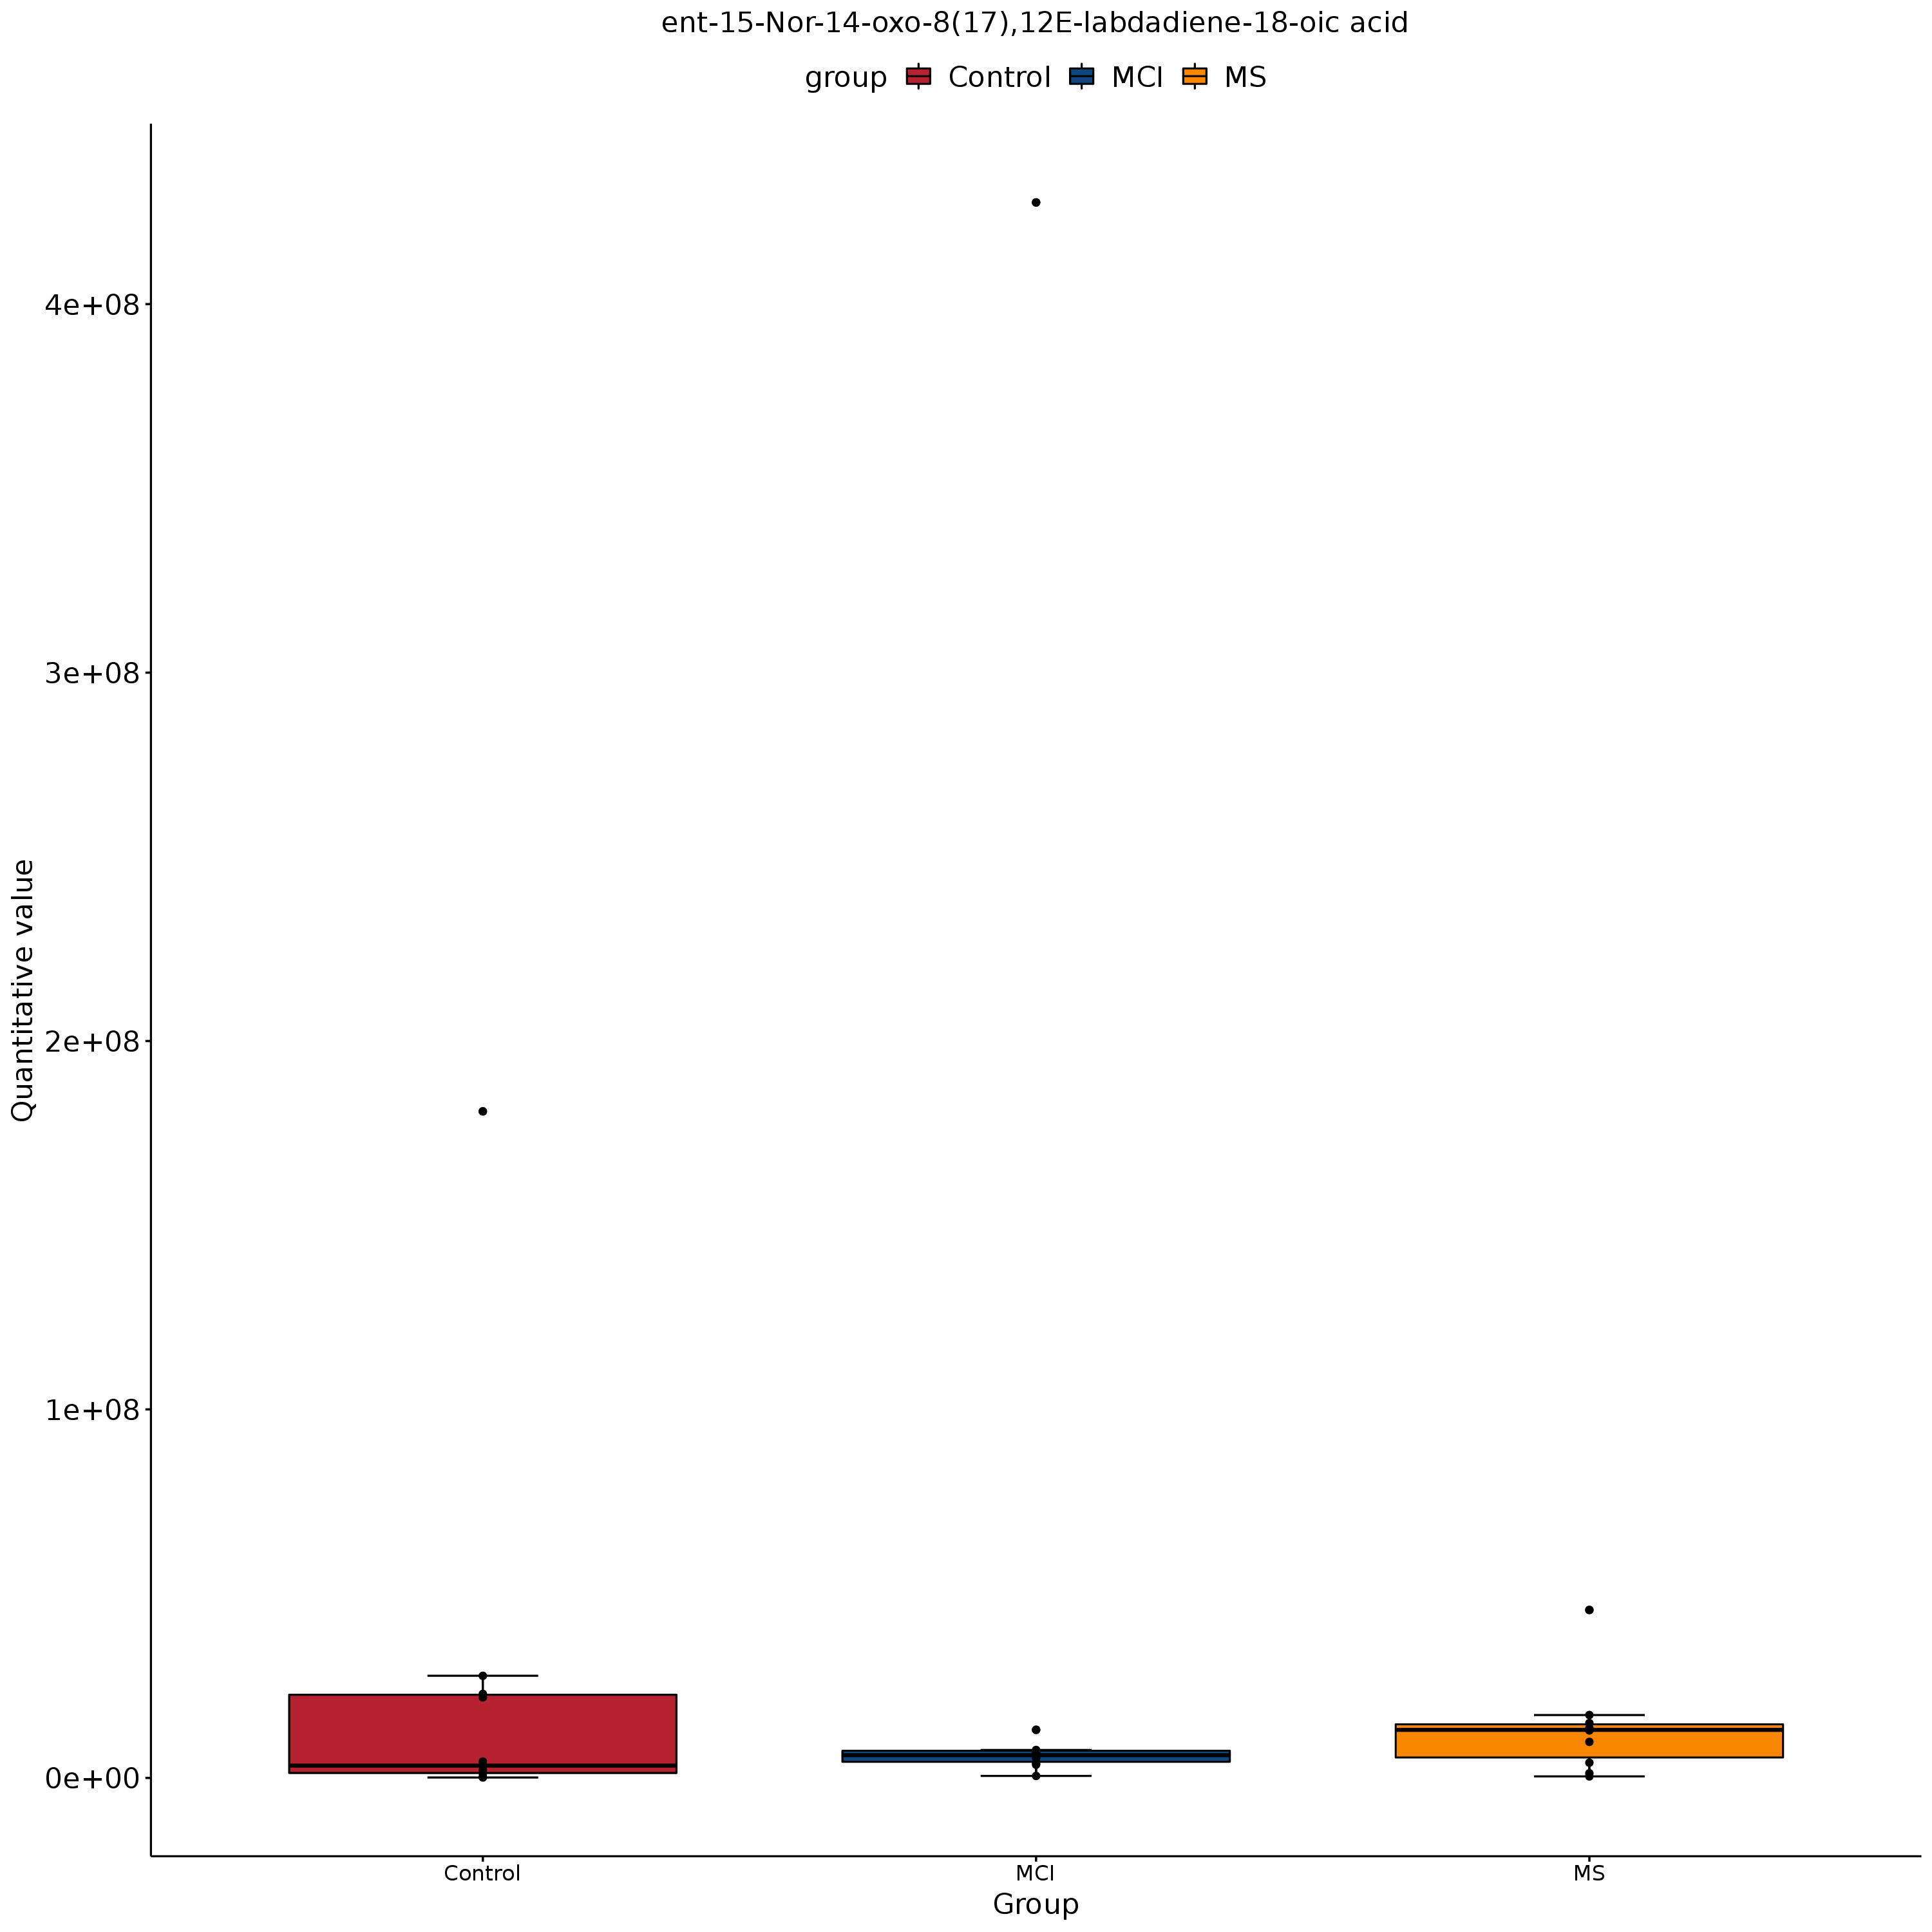 ent-15-Nor-14-oxo-8(17),12E-labdadiene-18-oic acid
group Control MCI MS
4e+08
3e+08
2e+08
1e+08
0e+00
Quantitative value
Control MCI MS
Group